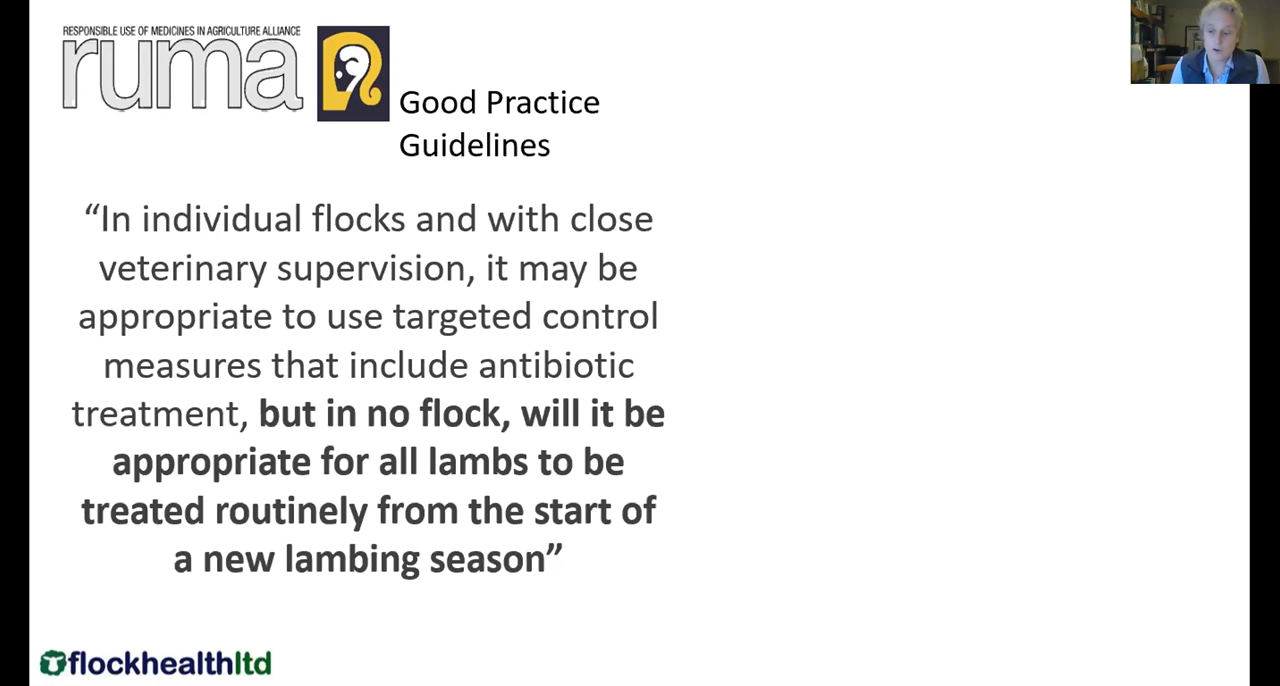 RESPONSIBLE USE OF MEDICINES IN AGRICULTURE ALLIANCE
ruma
Good Practice
Guidelines
“In individual flocks and with close
veterinary supervision, it may be
appropriate to use targeted control
measures that include antibiotic
treatment, but in no flock, will it be
appropriate for all lambs to be
treated routinely from the start of
a new lambing season”
flockhealthltd